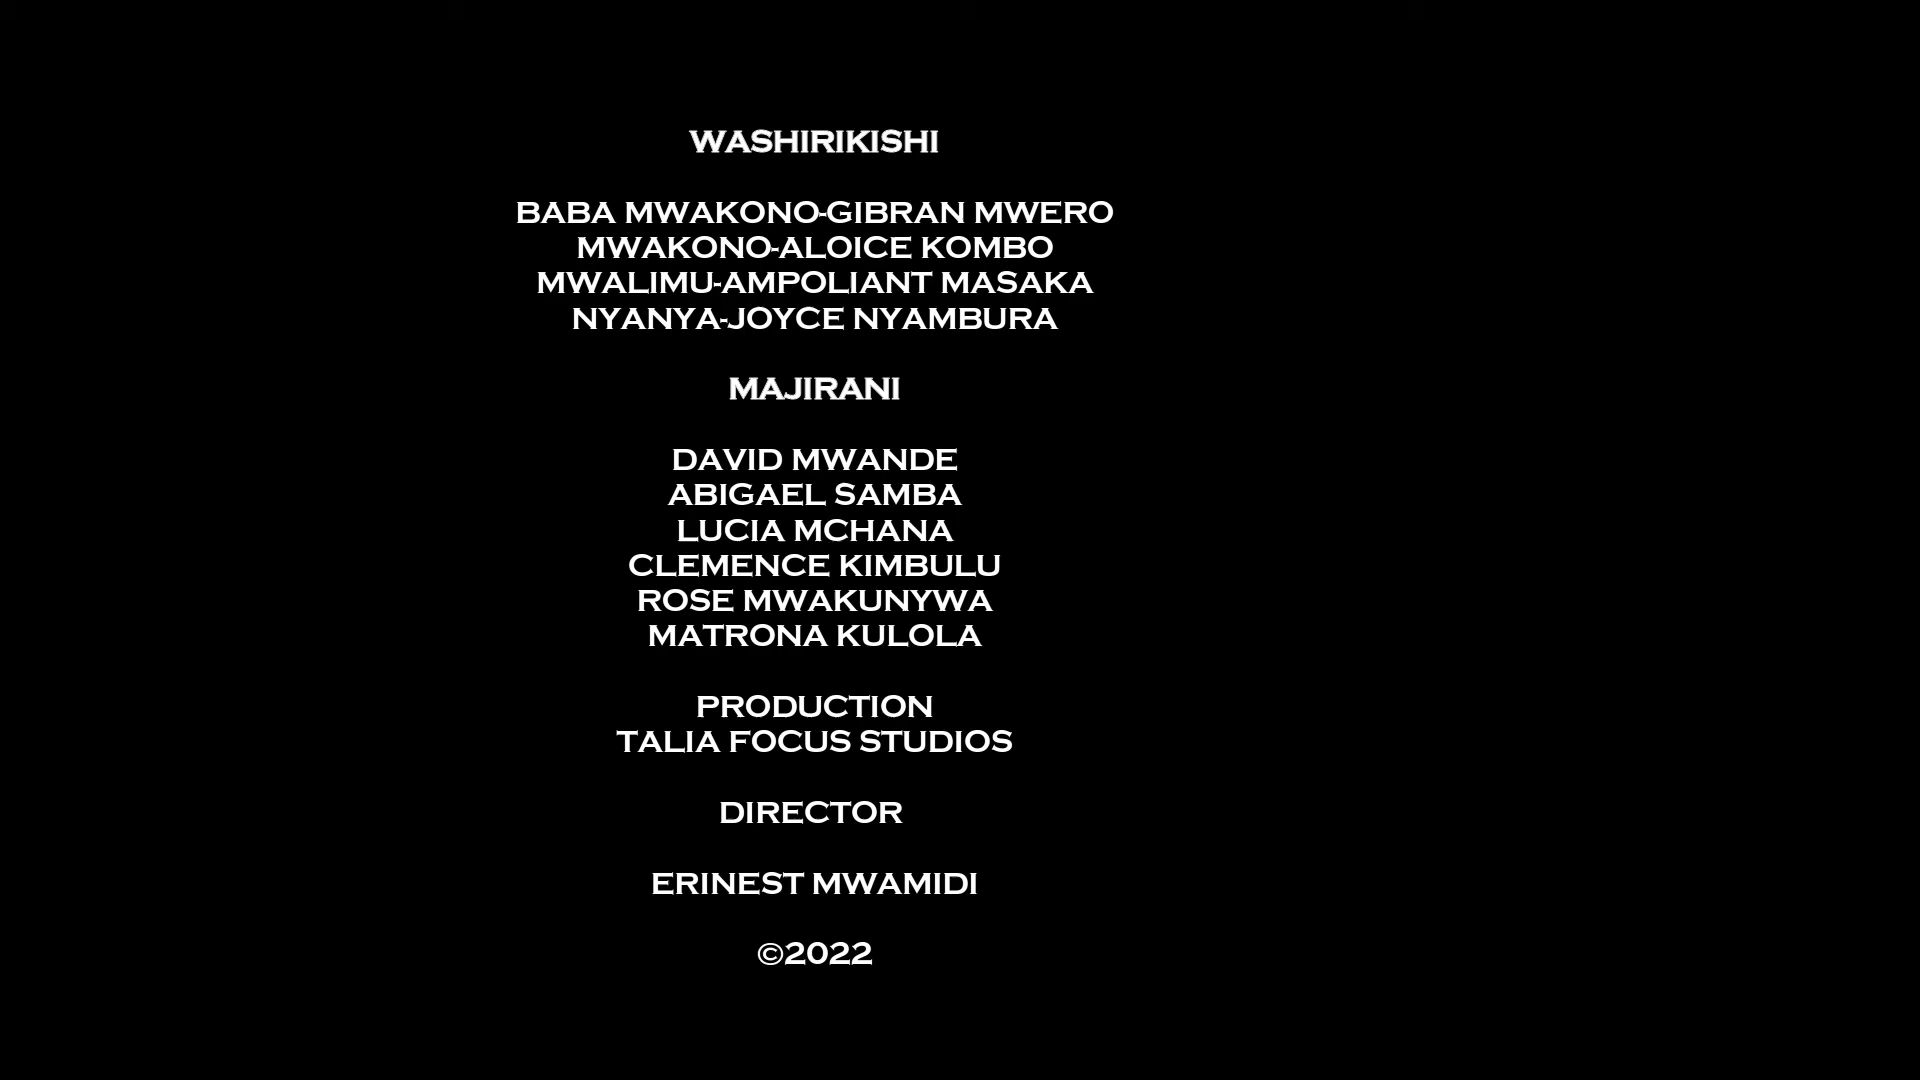 WASHIRIKISHI
BABA MWAKONO-GIBRAN MWERO
MWAKONO-ALOICE KOMBO
MWALIMU-AMPOLIANT MASAKA
NYANYA-JOYCE NYAMBURA
MAJIRANI
DAVID MWANDE
ABIGAEL SAMBA
LUCIA MCHANA
CLEMENCE KIMBULU
ROSE MWAKUNYWA
MATRONA KULOLA
PRODUCTION
TALIA FOCUS STUDIOS
DIRECTOR
ERINEST MWAMIDI
©2022